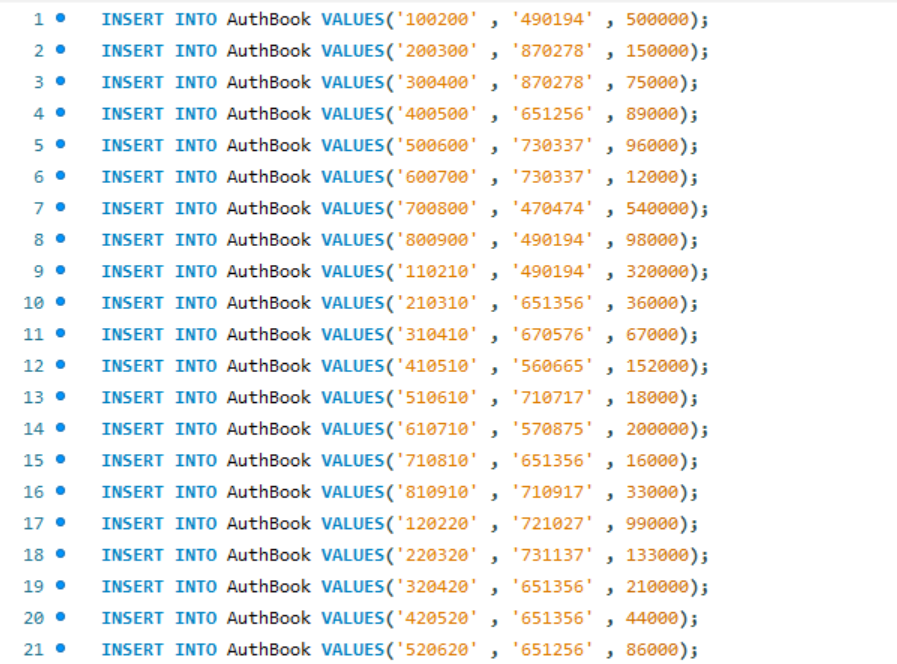 1 INSERT INTO AuthBook VALUES('100200' , '490194' , 500000);
2 INSERT INTO AuthBook VALUES('200300' , '870278' , 150000);
3 INSERT INTO AuthBook VALUES('300400' , '870278' , 75000);
4 INSERT INTO AuthBook VALUES('400500' , '651256' , 89000);
5 INSERT INTO AuthBook VALUES('500600' , '730337' , 96000);
6 INSERT INTO AuthBook VALUES('600700' , '730337' , 12000);
7 INSERT INTO AuthBook VALUES('700800' , '470474' , 540000);
8 INSERT INTO AuthBook VALUES('800900' , '490194' , 98000);
9 INSERT INTO AuthBook VALUES('110210' , '490194' , 320000);
10 INSERT INTO AuthBook VALUES('210310' , '651356' , 36000);
11 INSERT INTO AuthBook VALUES('310410' , '670576' , 67000);
12 INSERT INTO AuthBook VALUES('410510' , '560665' , 152000);
13 INSERT INTO AuthBook VALUES('510610' , '710717' , 18000);
14 INSERT INTO AuthBook VALUES('610710' , '570875' , 200000);
15 INSERT INTO AuthBook VALUES('710810' , '651356' , 16000);
16 INSERT INTO AuthBook VALUES('810910' , '710917' , 33000);
17 INSERT INTO AuthBook VALUES('120220' , '721027' , 99000);
18 INSERT INTO AuthBook VALUES('220320' , '731137' , 133000);
19 INSERT INTO AuthBook VALUES('320420' , '651356' , 210000);
20 INSERT INTO AuthBook VALUES('420520' , '651356' , 44000);
21 INSERT INTO AuthBook VALUES('520620' , '651256' , 86000);